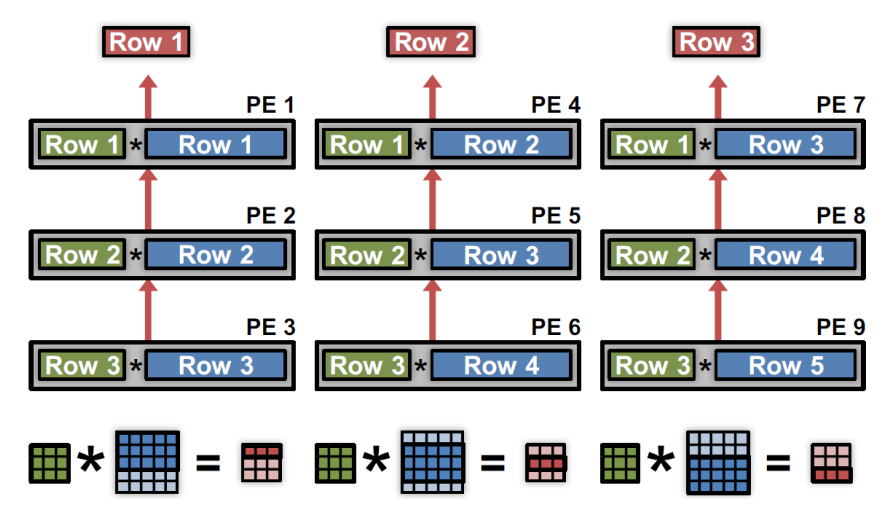 Row 1 Row 2 Row 3
PE 1 PE 4 PE 7
Row 1 * Row 1 Row 1 * Row 2 Row 1 * Row 3
PE 2 PE 5 PE 8
Row 2 * Row 2 Row 2 * Row 3 Row 2 * Row 4
PE 3 PE 6 PE 9
Row 3 * Row 3 Row 3 * Row 4 Row 3 * Row 5
* = * = * =